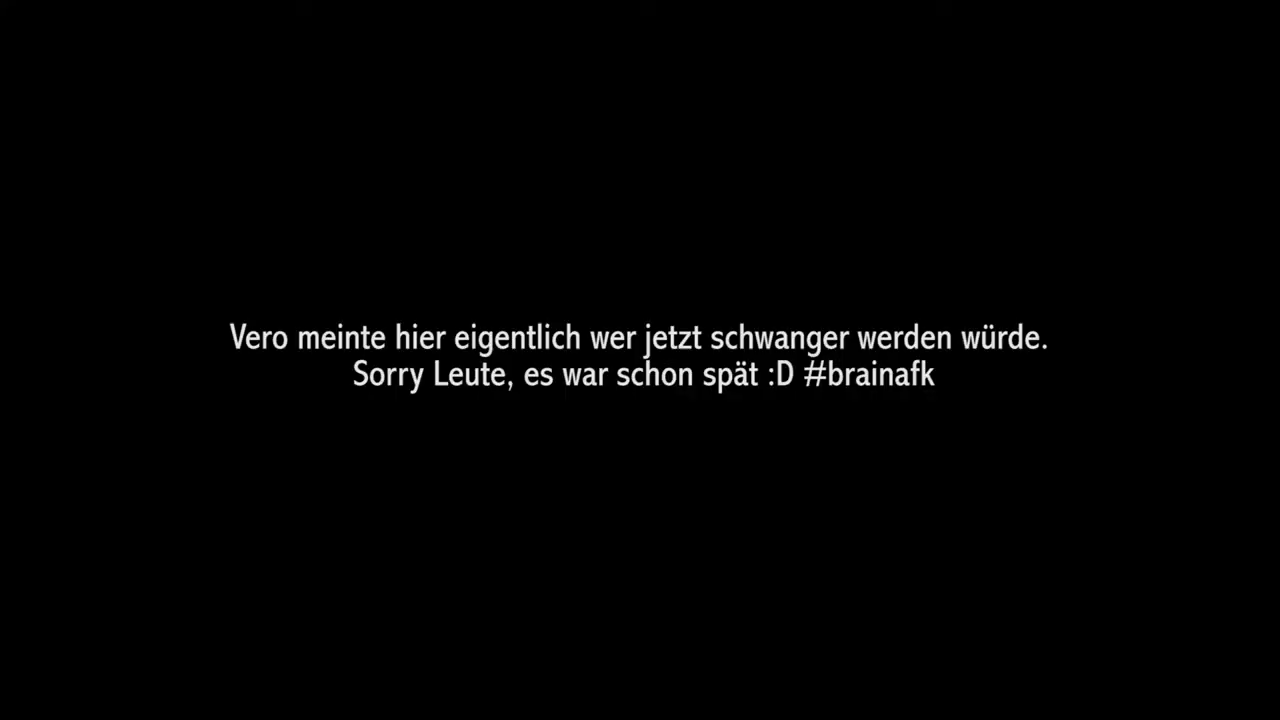 Vero meinte hier eigentlich wer jetzt schwanger werden würde.
Sorry Leute, es war schon spät :D #brainafk